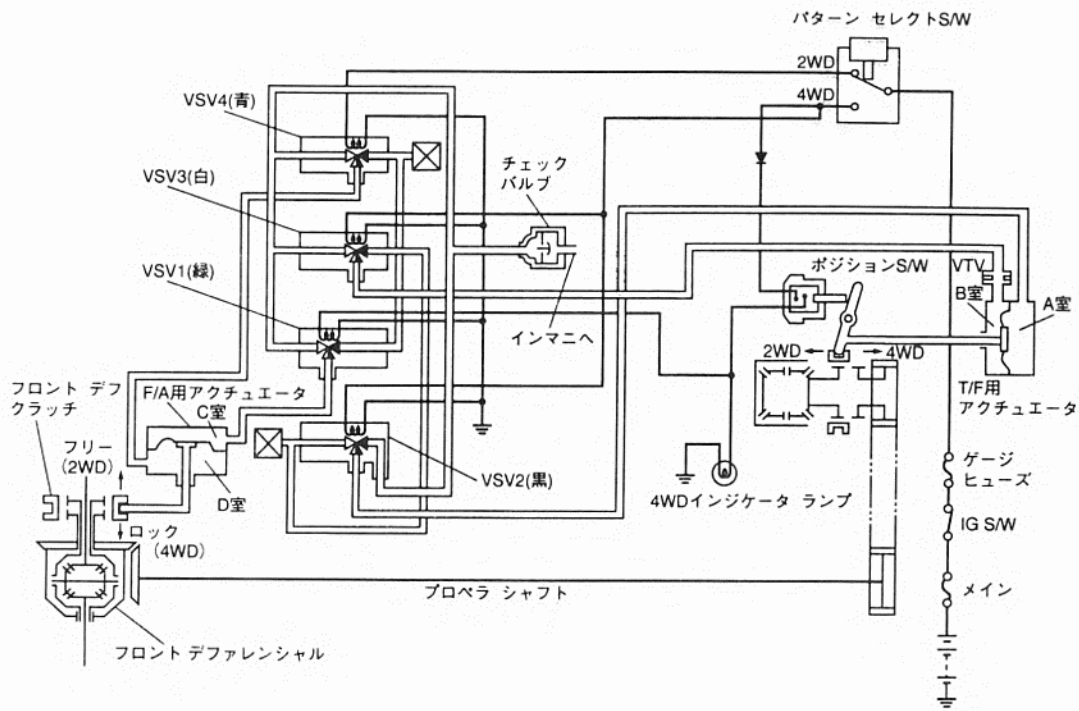 パターン セレクトS/W
2WD
4WD
VSV4(青)
チェック
バルブ
VSV3(白)
VSV1(緑)
ポジションS/W
VTV
B室
A室
インマニへ
2WD
4WD
T/F用
アクチュエータ
フロント デフ
クラッチ
F/A用アクチュエータ
C室
フリー
(2WD)
D室
VSV2(黒)
4WDインジケータ ランプ
ゲージ
ヒューズ
IG S/W
ロック
(4WD)
メイン
プロペラ シャフト
フロント デファレンシャル